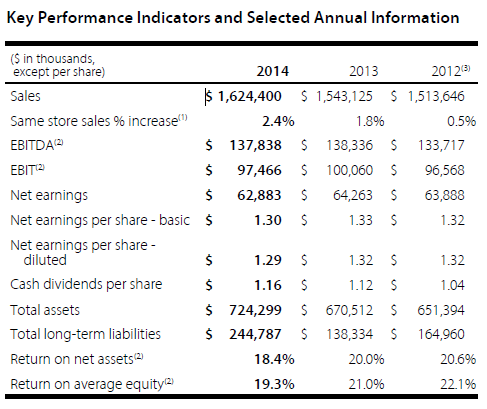 Key Performance Indicators and Selected Annual Information
($ in thousands,
except per share) 2014 2013 2012(3)
Sales $ 1,624,400 $ 1,543,125 $ 1,513,646
Same store sales % increase(1) 2.4% 1.8% 0.5%
EBITDA(2) $ 137,838 $ 138,336 $ 133,717
EBIT(2) $ 97,466 $ 100,060 $ 96,568
Net earnings $ 62,883 $ 64,263 $ 63,888
Net earnings per share - basic $ 1.30 $ 1.33 $ 1.32
Net earnings per share -
diluted $ 1.29 $ 1.32 $ 1.32
Cash dividends per share $ 1.16 $ 1.12 $ 1.04
Total assets $ 724,299 $ 670,512 $ 651,394
Total long-term liabilities $ 244,787 $ 138,334 $ 164,960
Return on net assets(2) 18.4% 20.0% 20.6%
Return on average equity(2) 19.3% 21.0% 22.1%